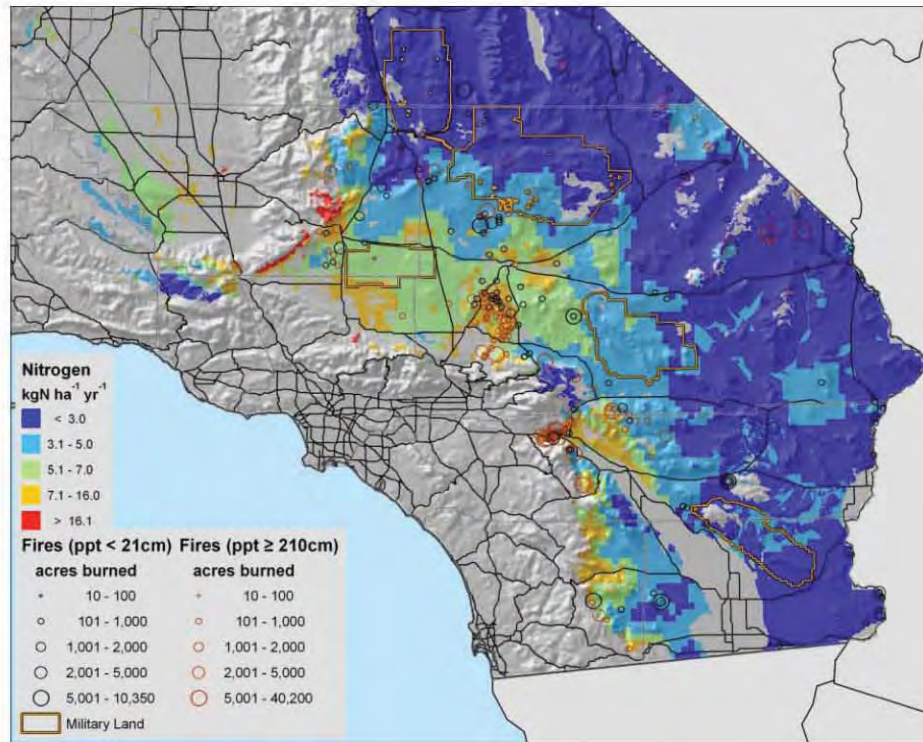 Nitrogen
kgN ha⁻¹ yr⁻¹
< 3.0
3.1 - 5.0
5.1 - 7.0
7.1 - 16.0
> 16.1
Fires (ppt < 21cm) Fires (ppt ≥ 210cm)
acres burned acres burned
10 - 100 10 - 100
101 - 1,000 101 - 1,000
1,001 - 2,000 1,001 - 2,000
2,001 - 5,000 2,001 - 5,000
5,001 - 10,350 5,001 - 40,200
Military Land